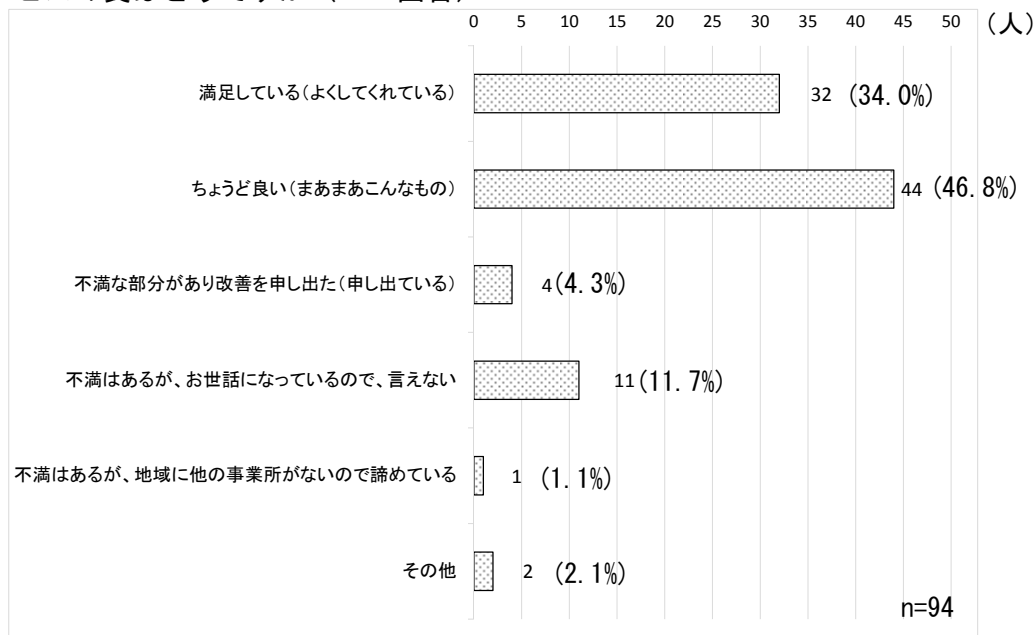 0 5 10 15 20 25 30 35 40 45 50 (人)
満足している(よくしてくれている) 32 (34.0%)
ちょうど良い(まあまあこんなもの) 44 (46.8%)
不満な部分があり改善を申し出た(申し出ている) 4 (4.3%)
不満はあるが、お世話になっているので、言えない 11 (11.7%)
不満はあるが、地域に他の事業所がないので諦めている 1 (1.1%)
その他 2 (2.1%)
n=94